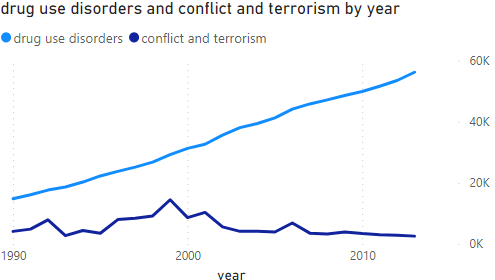 drug use disorders and conflict and terrorism by year
drug use disorders conflict and terrorism
60K
40K
20K
0K
1990 2000 2010
year